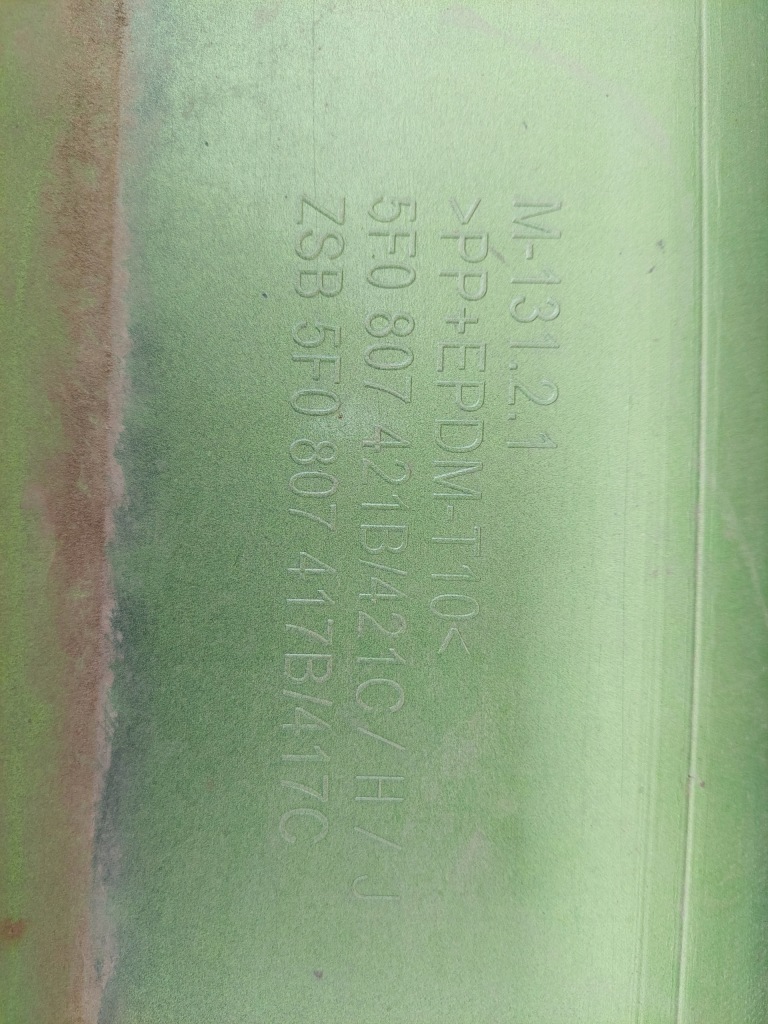 M-131.2.1
>PP+EPDM-T10<
5F0 807 421B/421C/H/J
ZSB 5F0 807 417B/417C